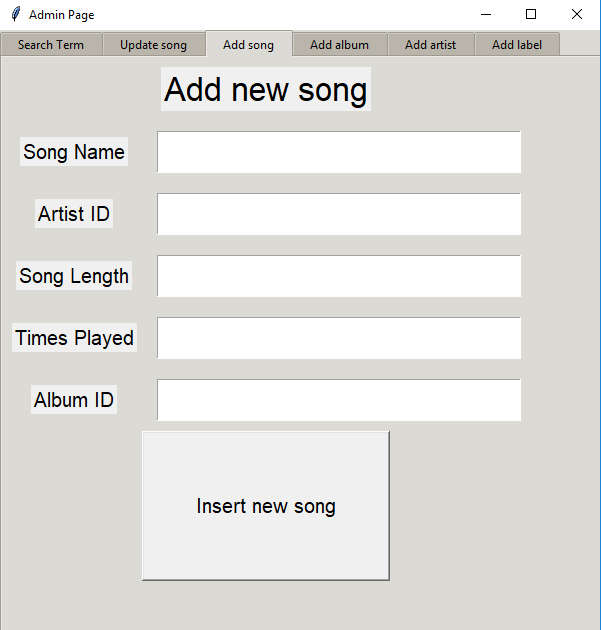 Admin Page
Search Term Update song Add song Add album Add artist Add label
Add new song
Song Name
Artist ID
Song Length
Times Played
Album ID
Insert new song